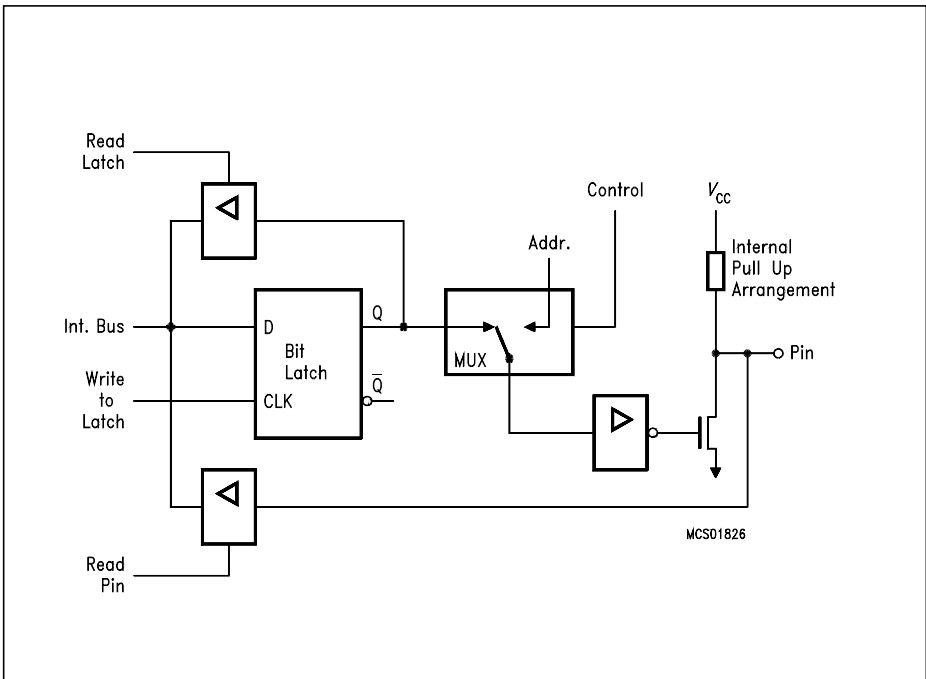 Read
Latch
Control
VCC
Addr.
Internal
Pull Up
Arrangement
Int. Bus
D
Q
Bit
Latch
MUX
Pin
Write
to
Latch
CLK
Q̅
MCS01826
Read
Pin